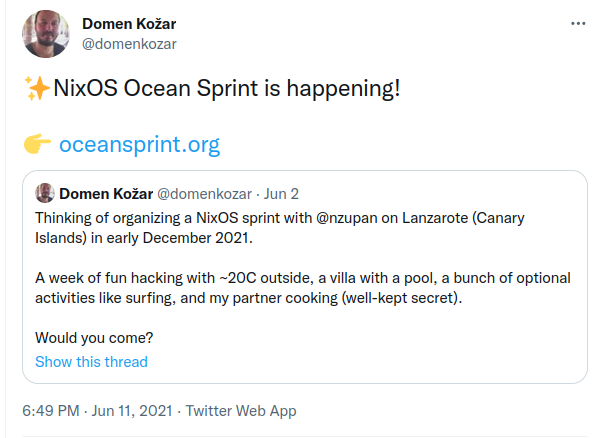 Domen Kožar
@domenkozar
✨NixOS Ocean Sprint is happening!
👉 oceansprint.org
Domen Kožar @domenkozar · Jun 2
Thinking of organizing a NixOS sprint with @nzupan on Lanzarote (Canary
Islands) in early December 2021.
A week of fun hacking with ~20C outside, a villa with a pool, a bunch of optional
activities like surfing, and my partner cooking (well-kept secret).
Would you come?
Show this thread
6:49 PM · Jun 11, 2021 · Twitter Web App